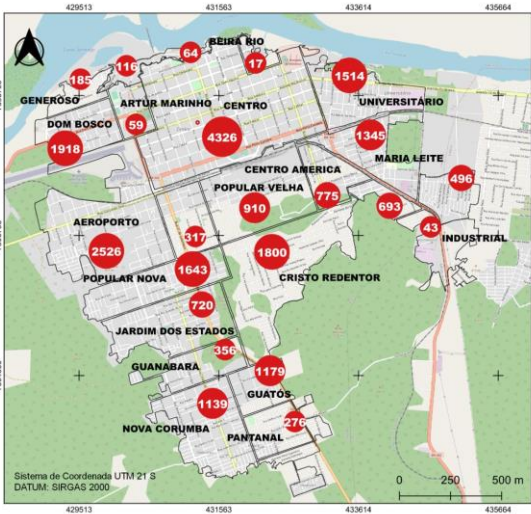 429513 431563 433614 435664
BEIRA RIO
64
17
116
1514
185
GENEROSO
ARTUR MARINHO
CENTRO
UNIVERSITÁRIO
DOM BOSCO
59
4326
1345
1918
MARIA LEITE
CENTRO AMERICA
496
POPULAR VELHA
775
693
910
AEROPORTO
317
43
INDUSTRIAL
2526
1643
1800
POPULAR NOVA
CRISTO REDENTOR
720
JARDIM DOS ESTADOS
356
GUANABARÁ
1179
GUATÓS
1139
276
NOVA CORUMBA
PANTANAL
Sistema de Coordenada UTM 21 S
DATUM: SIRGAS 2000
0 250 500 m
429513 431563 433614 435664